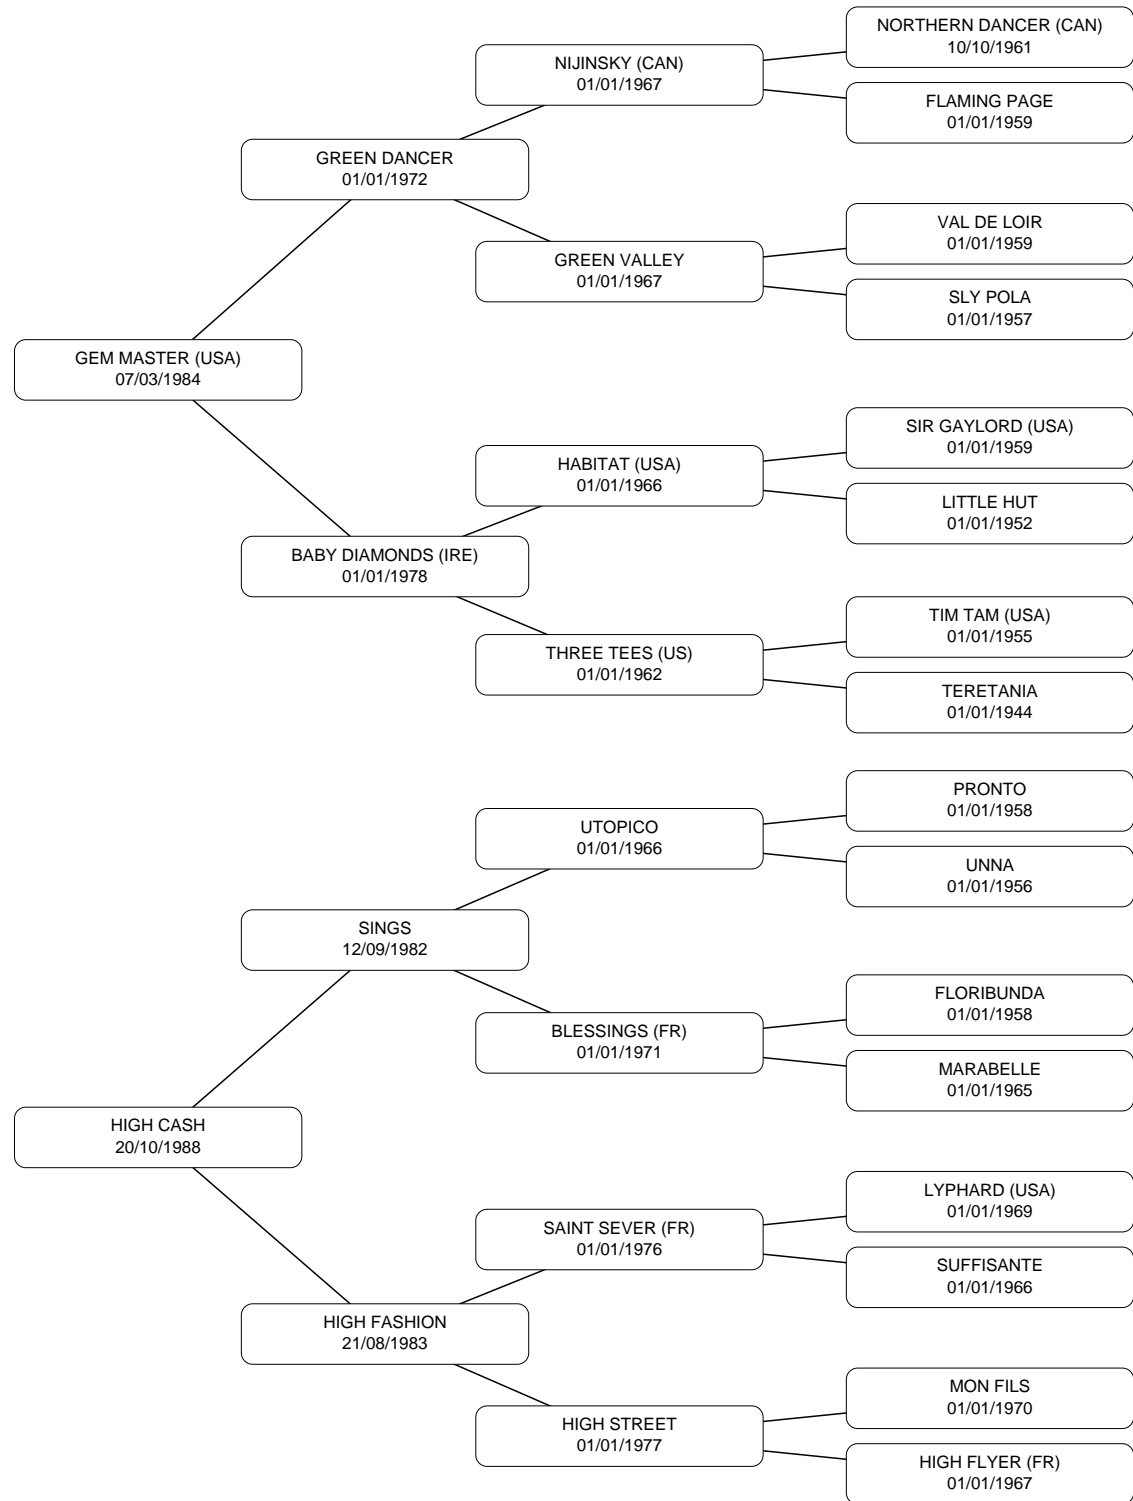 NORTHERN DANCER (CAN)
10/10/1961
NIJINSKY (CAN)
01/01/1967
FLAMING PAGE
01/01/1959
GREEN DANCER
01/01/1972
VAL DE LOIR
01/01/1959
GREEN VALLEY
01/01/1967
SLY POLA
01/01/1957
GEM MASTER (USA)
07/03/1984
SIR GAYLORD (USA)
01/01/1959
HABITAT (USA)
01/01/1966
LITTLE HUT
01/01/1952
BABY DIAMONDS (IRE)
01/01/1978
TIM TAM (USA)
01/01/1955
THREE TEES (US)
01/01/1962
TERETANIA
01/01/1944
PRONTO
01/01/1958
UTOPICO
01/01/1966
UNNA
01/01/1956
SINGS
12/09/1982
FLORIBUNDA
01/01/1958
BLESSINGS (FR)
01/01/1971
MARABELLE
01/01/1965
HIGH CASH
20/10/1988
LYPHARD (USA)
01/01/1969
SAINT SEVER (FR)
01/01/1976
SUFFISANTE
01/01/1966
HIGH FASHION
21/08/1983
MON FILS
01/01/1970
HIGH STREET
01/01/1977
HIGH FLYER (FR)
01/01/1967